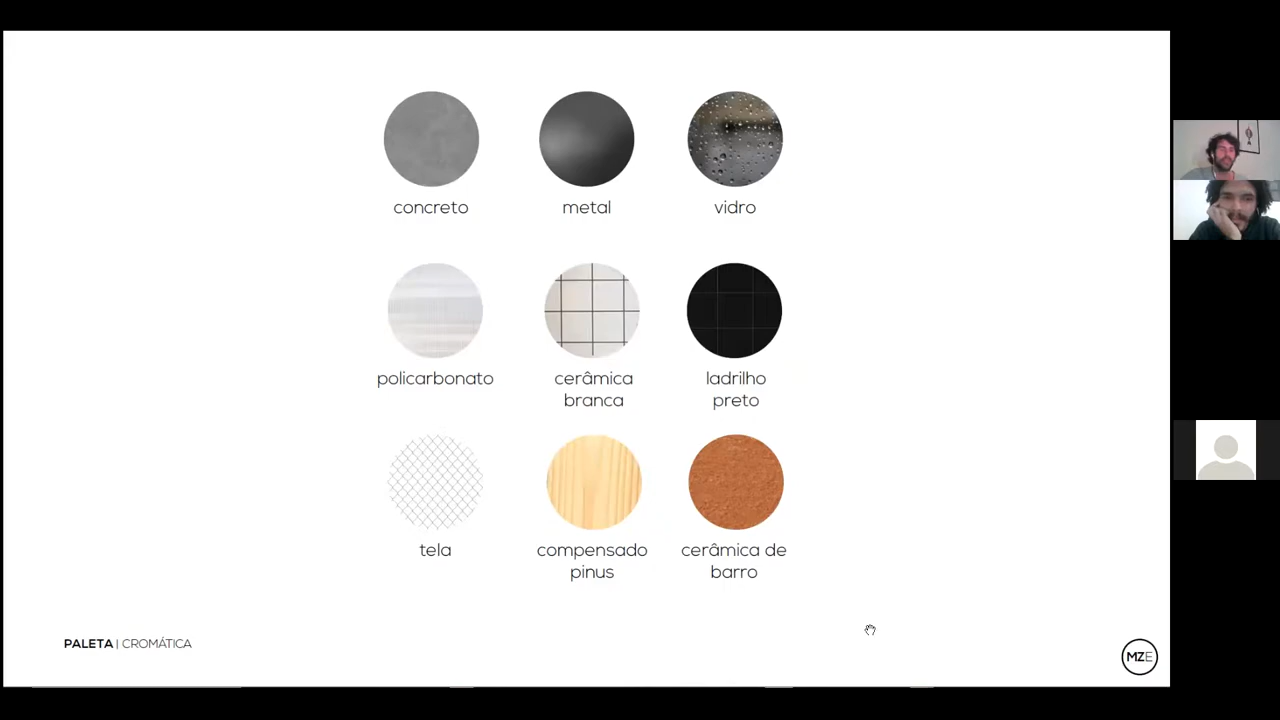 concreto
metal
vidro
policarbonato
cerâmica
branca
ladrilho
preto
tela
compensado
pinus
cerâmica de
barro
PALETA | CROMÁTICA
MZE